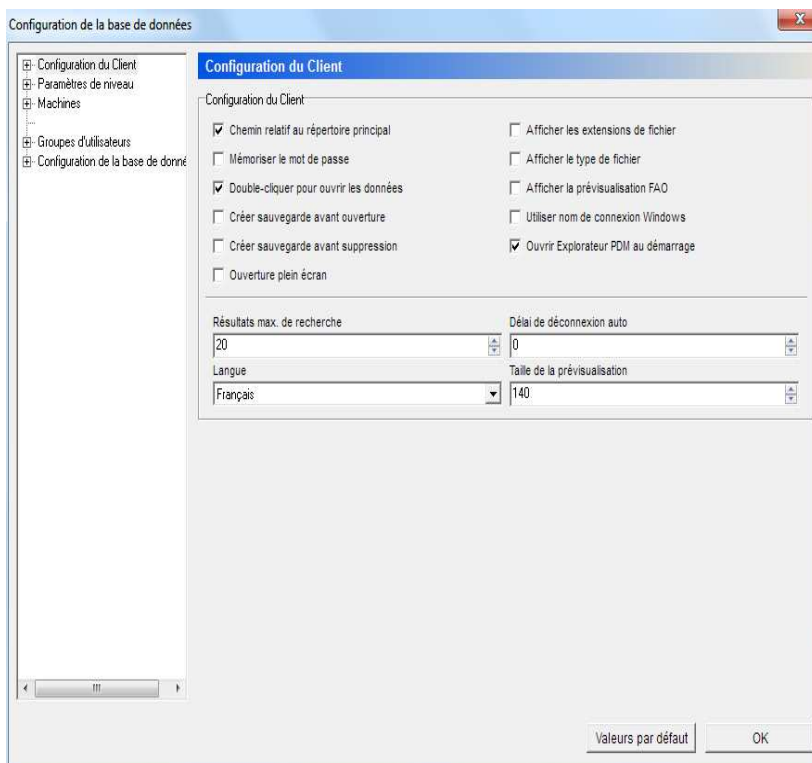 Configuration de la base de données
Configuration du Client
Paramètres de niveau
Machines
Groupes d'utilisateurs
Configuration de la base de donné
Configuration du Client
Configuration du Client
Chemin relatif au répertoire principal
Mémoriser le mot de passe
Double-cliquer pour ouvrir les données
Créer sauvegarde avant ouverture
Créer sauvegarde avant suppression
Ouverture plein écran
Afficher les extensions de fichier
Afficher le type de fichier
Afficher la prévisualisation FAO
Utiliser nom de connexion Windows
Ouvrir Explorateur PDM au démarrage
Résultats max. de recherche
20
Délai de déconnexion auto
0
Langue
Français
Taille de la prévisualisation
140
Valeurs par défaut
OK